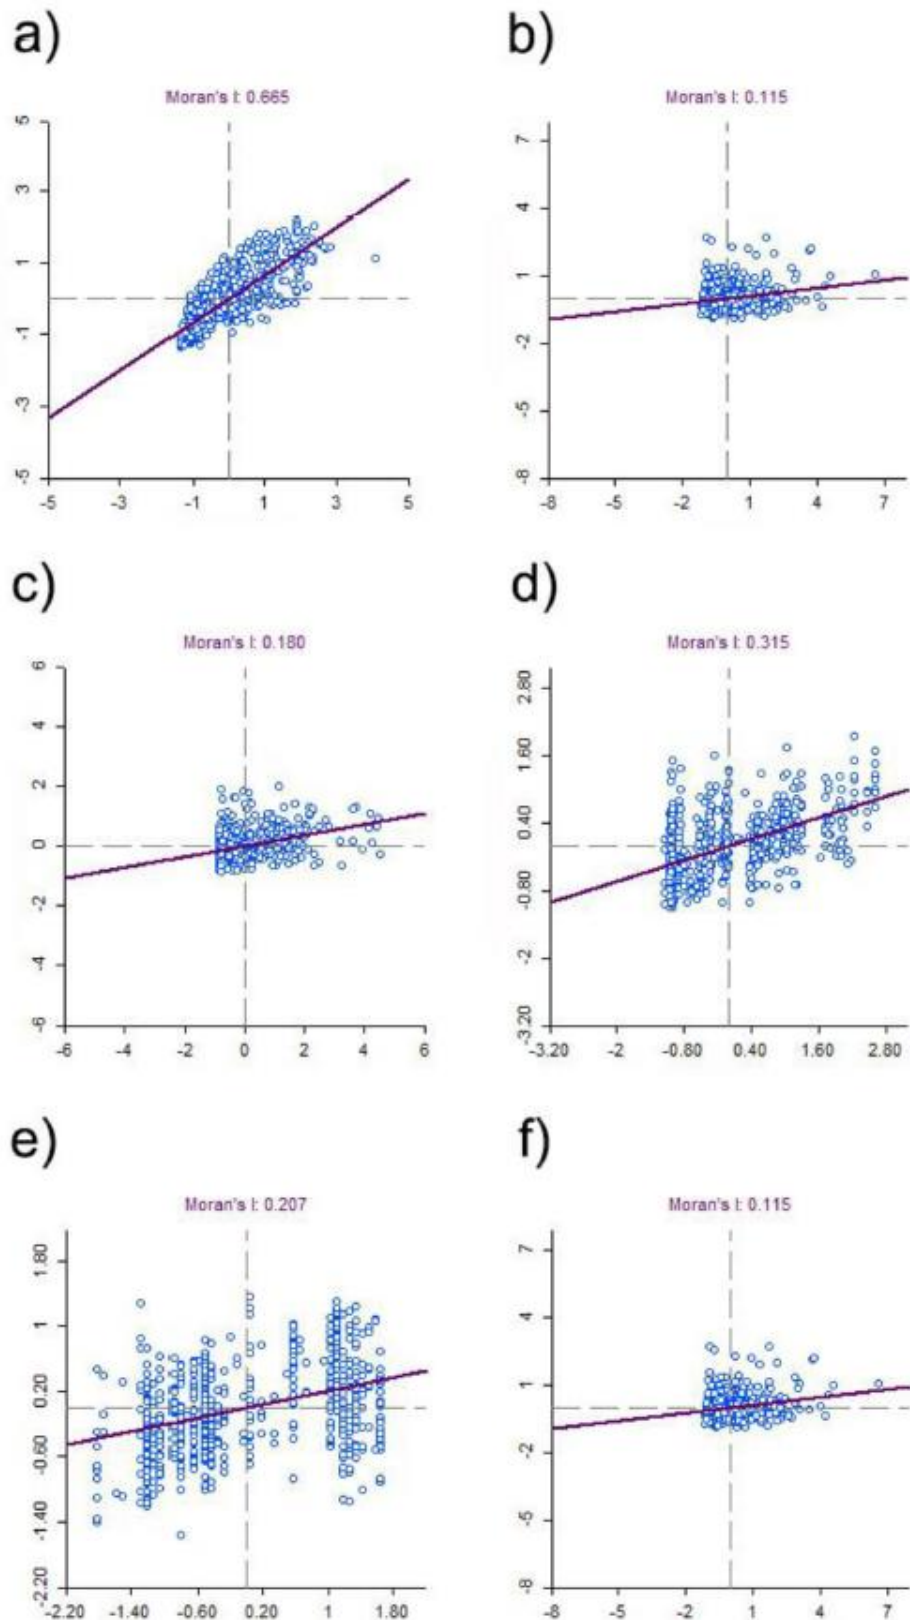 a)
Moran's I: 0.665
5
3
1
-1
-3
-5
-5 -3 -1 1 3 5
b)
Moran's I: 0.115
7
4
1
-2
-5
-8
-8 -5 -2 1 4 7
c)
Moran's I: 0.180
6
4
2
0
-2
-4
-6
-6 -4 -2 0 2 4 6
d)
Moran's I: 0.315
2.80
1.60
0.40
-0.80
-2
-3.20
-3.20 -2 -0.80 0.40 1.60 2.80
e)
Moran's I: 0.207
1.80
1
0.20
-0.60
-1.40
-2.20
-2.20 -1.40 -0.60 0.20 1 1.80
f)
Moran's I: 0.115
7
4
1
-2
-5
-8
-8 -5 -2 1 4 7